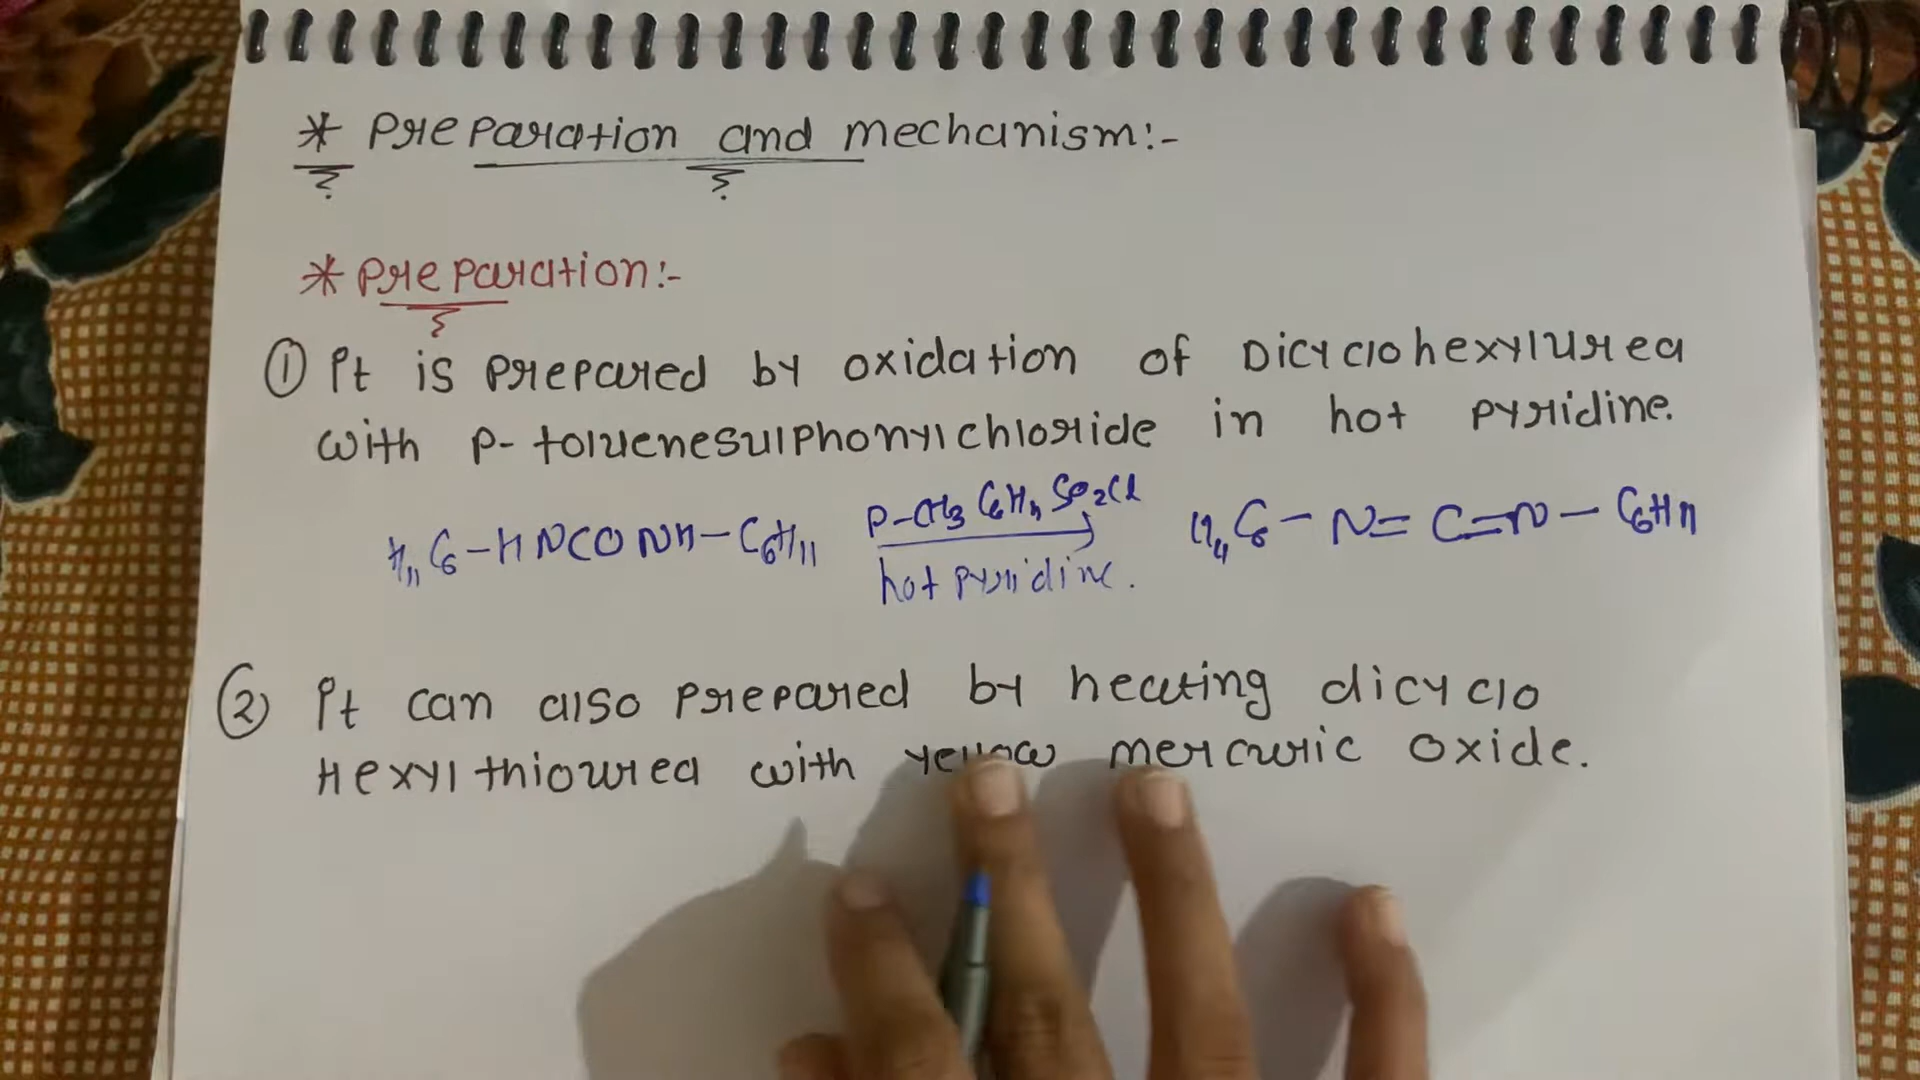 * Preparation and mechanism:-
* Preparation:-
① It is prepared by oxidation of Dicyclohexylurea
with p-toluenesulphonylchloride in hot pyridine.
H₁₁C₆-HNCONH-C₆H₁₁ P-CH₃C₆H₄SO₂Cl → hot pyridine. H₁₁C₆-N=C=N-C₆H₁₁
② It can also prepared by heating dicyclo
Hexylthiourea with yellow mercuric oxide.